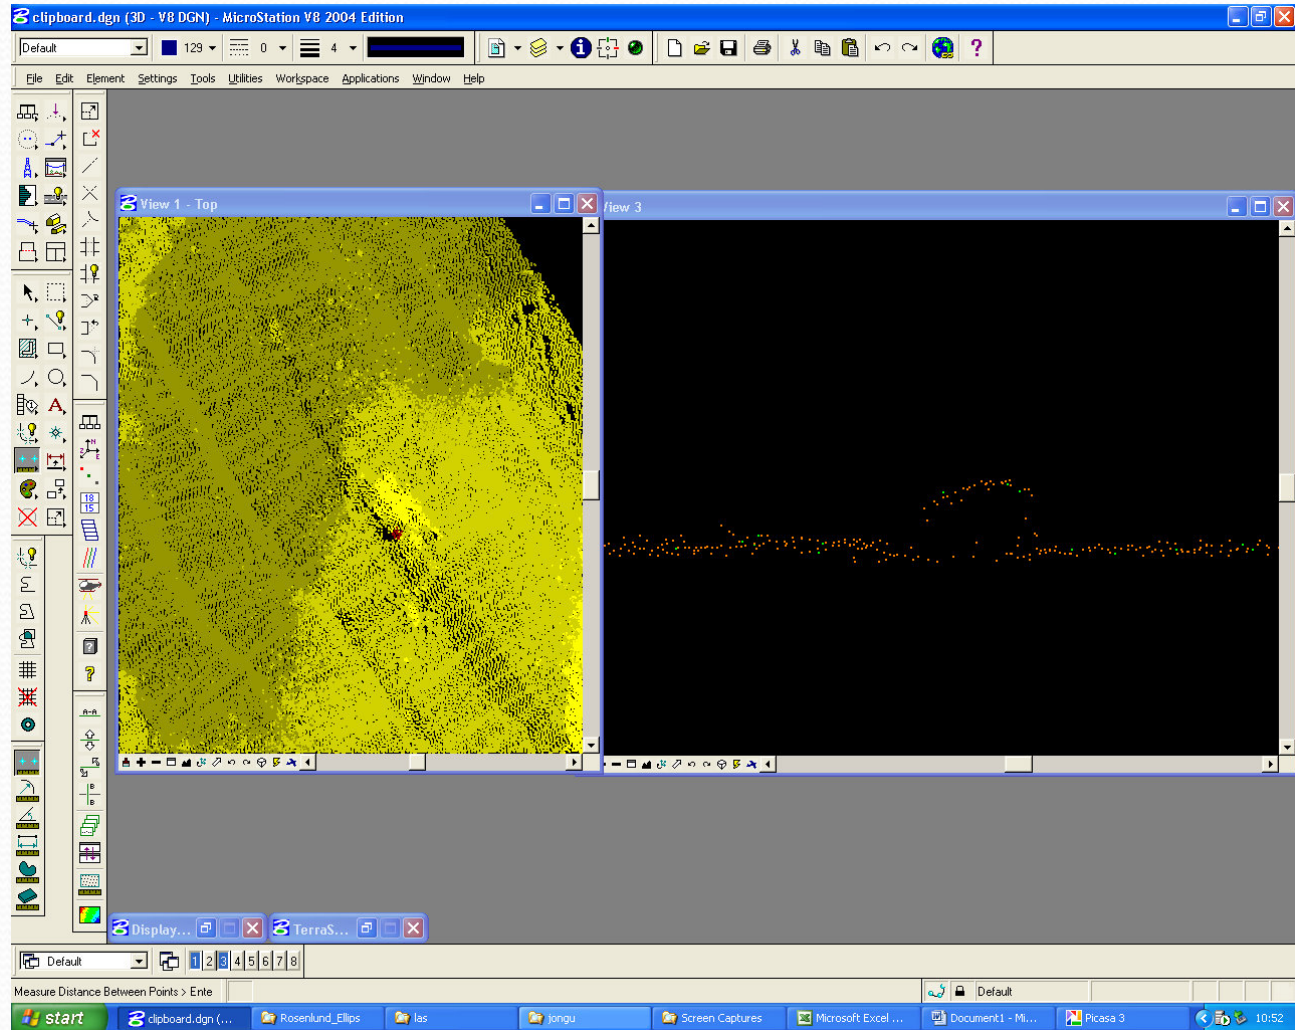 clipboard.dgn (3D - V8 DGN) - MicroStation V8 2004 Edition
Default 129 0 4
File Edit Element Settings Tools Utilities Workspace Applications Window Help
View 1 - Top
View 3
18
15
A-A
B
B
Display...
TerraS...
Default 1 2 3 4 5 6 7 8
Measure Distance Between Points > Ente
Default
start clipboard.dgn (... Rosenlund_Ellips las jongu Screen Captures Microsoft Excel ... Document1 - Mi... Picasa 3 10:52